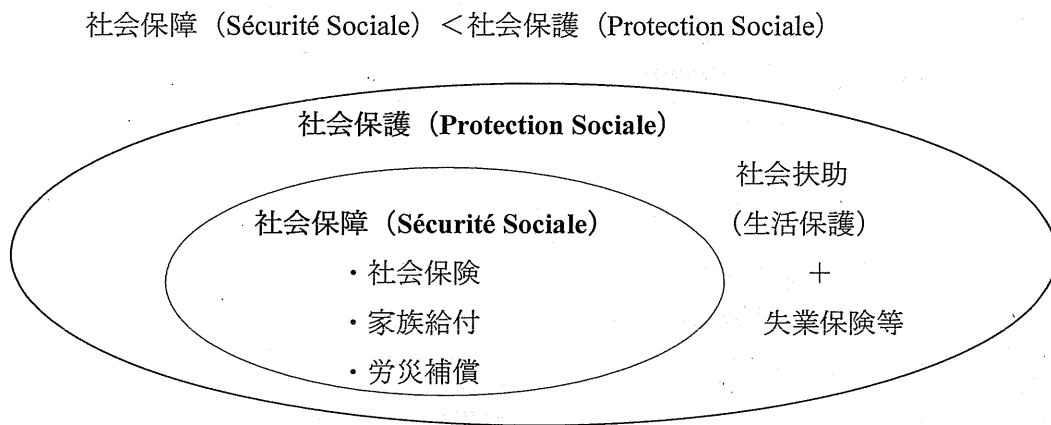 社会保障（Sécurité Sociale）＜社会保護（Protection Sociale）
社会保護（Protection Sociale）
社会保障（Sécurité Sociale）
・社会保険
・家族給付
・労災補償
社会扶助
（生活保護）
＋
失業保険等